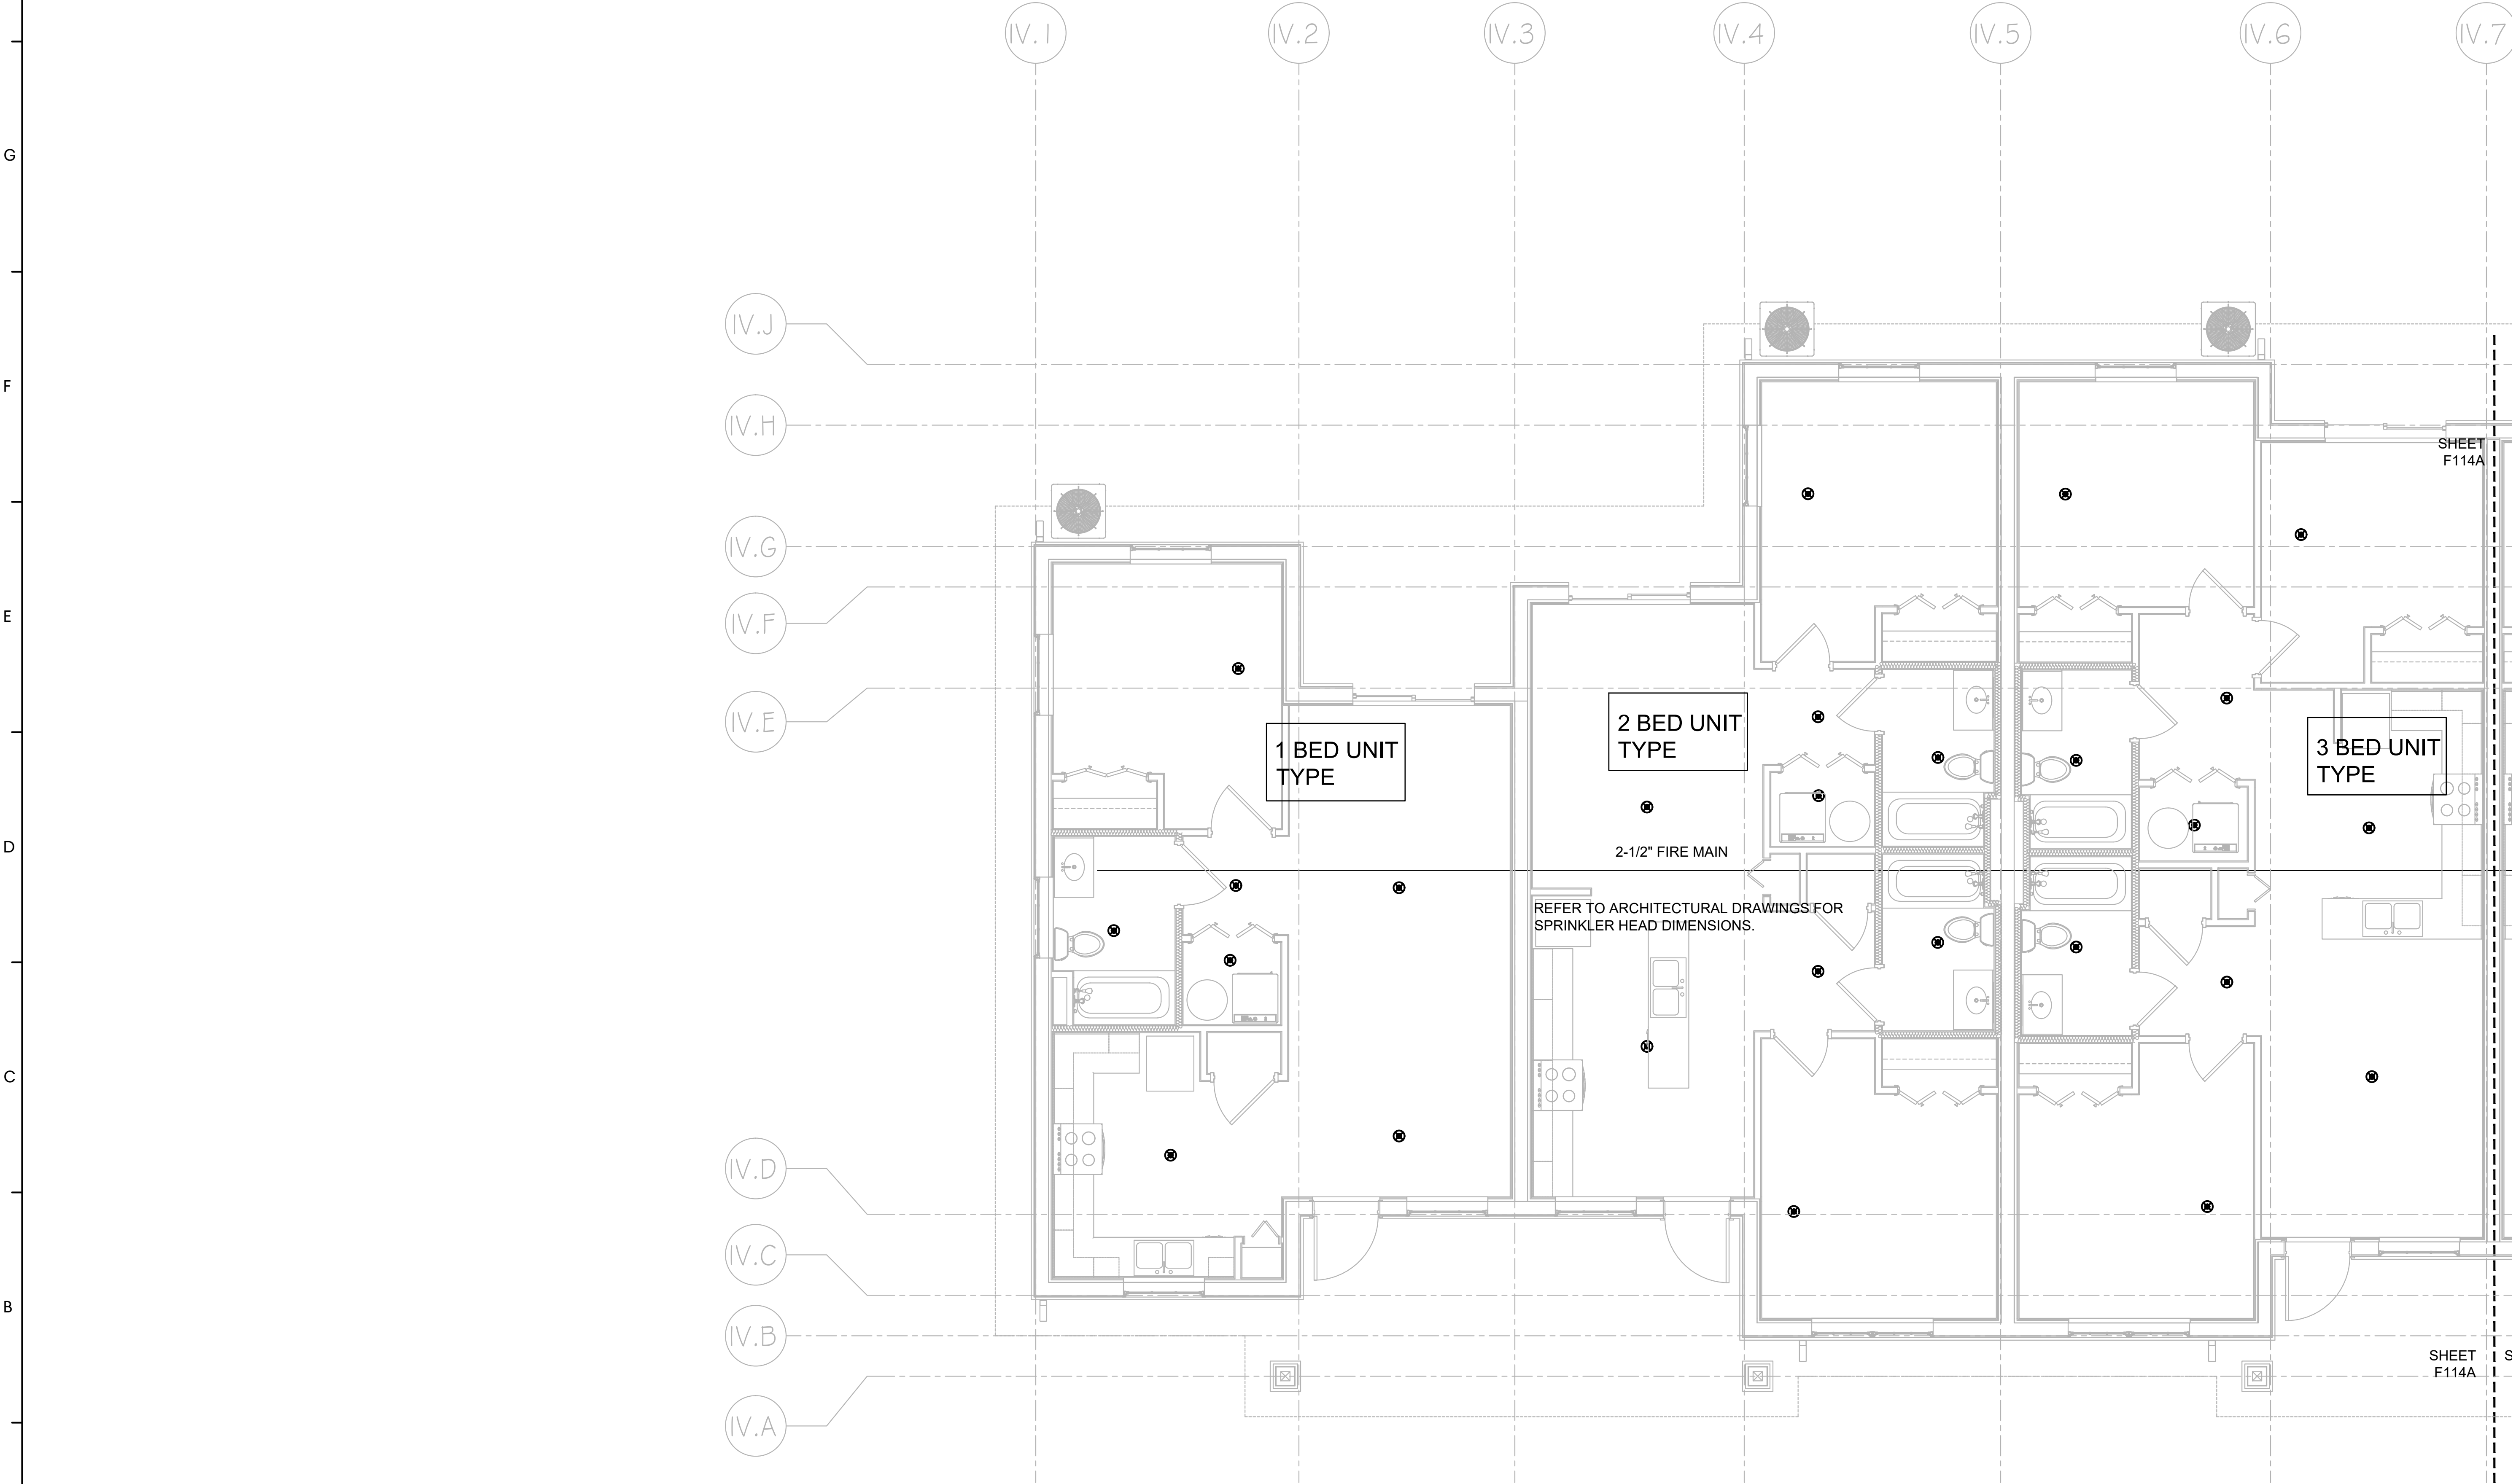 IV.1
IV.2
IV.3
IV.4
IV.5
IV.6
IV.7
G
IV.J
F
IV.H
SHEET
F114A
IV.G
E
IV.F
IV.E
2 BED UNIT
TYPE
1 BED UNIT
TYPE
3 BED UNIT
TYPE
D
2-1/2" FIRE MAIN
REFER TO ARCHITECTURAL DRAWINGS FOR
SPRINKLER HEAD DIMENSIONS.
C
IV.D
IV.C
B
IV.B
SHEET S
F114A
IV.A